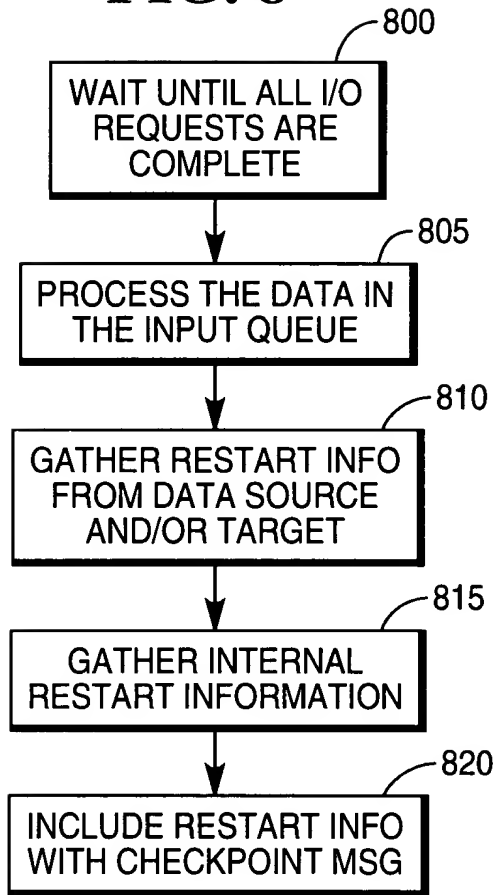 800
WAIT UNTIL ALL I/O
REQUESTS ARE
COMPLETE
805
PROCESS THE DATA IN
THE INPUT QUEUE
810
GATHER RESTART INFO
FROM DATA SOURCE
AND/OR TARGET
815
GATHER INTERNAL
RESTART INFORMATION
820
INCLUDE RESTART INFO
WITH CHECKPOINT MSG